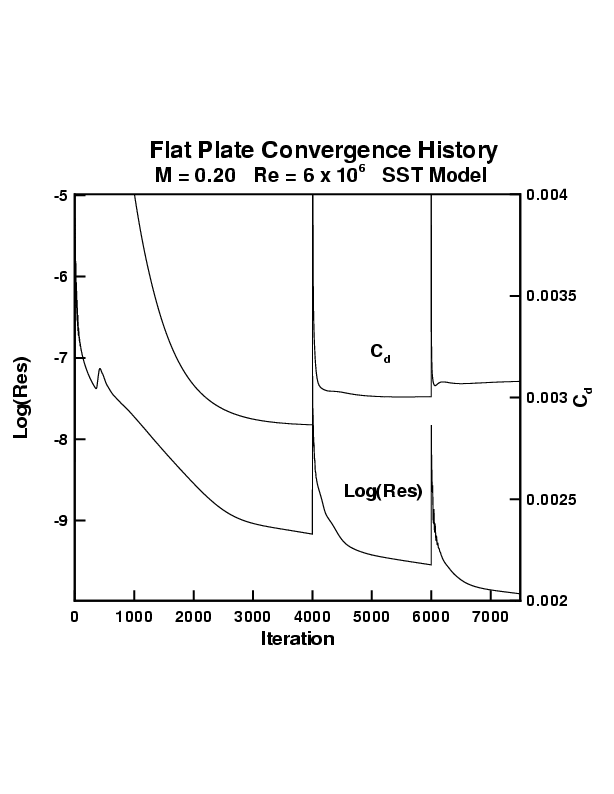 Flat Plate Convergence History
M = 0.20 Re = 6 x 10⁶ SST Model
-5
-6
-7
-8
-9
Log(Res)
0.004
0.0035
0.003
0.0025
0.002
C_d
C_d
Log(Res)
0 1000 2000 3000 4000 5000 6000 7000
Iteration